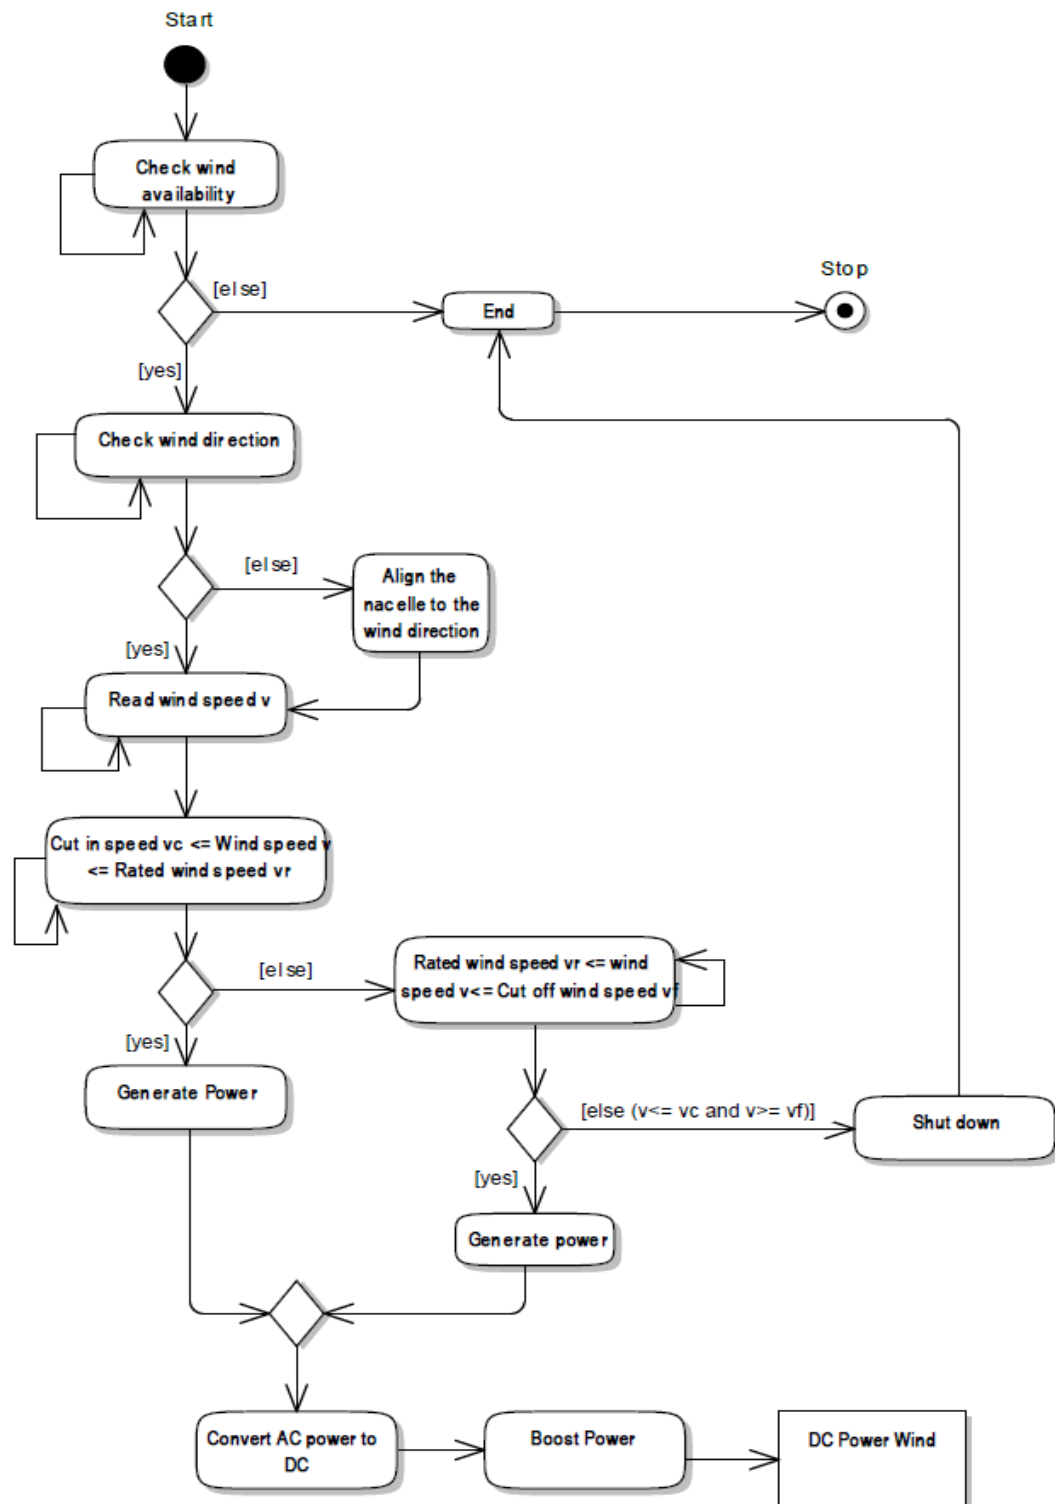 Start
Check wind
availability
[else]
End
Stop
[yes]
Check wind direction
[else]
Align the
nacelle to the
wind direction
[yes]
Read wind speed v
Cut in speed vc <= Wind speed v
<= Rated wind speed vr
[else]
Rated wind speed vr <= wind
speed v<= Cut off wind speed vf
[yes]
Generate Power
[else (v<= vc and v>= vf)]
Shut down
[yes]
Generate power
Convert AC power to
DC
Boost Power
DC Power Wind